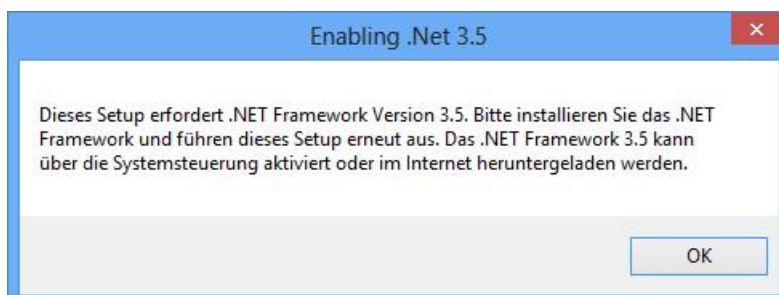 Enabling .Net 3.5
Dieses Setup erfordert .NET Framework Version 3.5. Bitte installieren Sie das .NET
Framework und führen dieses Setup erneut aus. Das .NET Framework 3.5 kann
über die Systemsteuerung aktiviert oder im Internet heruntergeladen werden.
OK